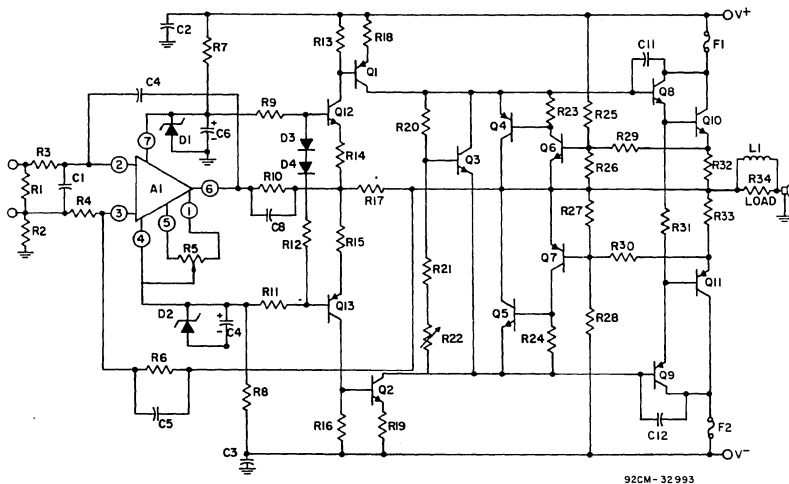 V+
C2
R7
R13
R18
F1
C11
Q1
Q8
C4
Q12
Q10
R9
R20
R23
R25
R3
7
D1
C6
+
-
D3
Q4
Q6
R29
2
D4
R14
Q3
R26
R32
L1
R1
C1
A1
6
R10
R17
R34
LOAD
R4
3
4
5
1
C8
R12
R15
R27
R33
R2
R5
R21
R31
Q7
R30
Q11
R11
Q13
D2
+
-
C4
R22
Q5
R24
R28
R6
R8
Q2
Q9
C5
R16
R19
C12
F2
C3
V-
92CM-32993